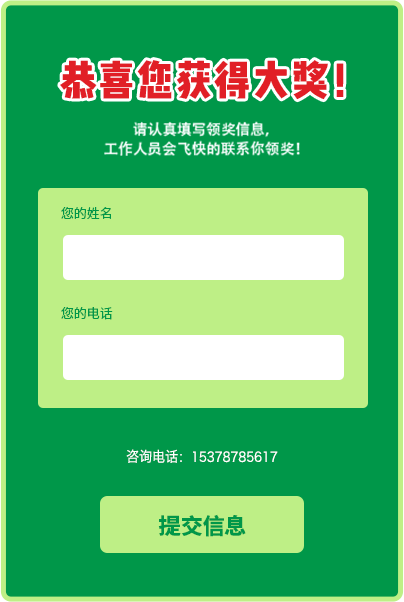 恭喜您获得大奖!
请认真填写领奖信息,
工作人员会飞快的联系你领奖!
您的姓名
您的电话
咨询电话：15378785617
提交信息